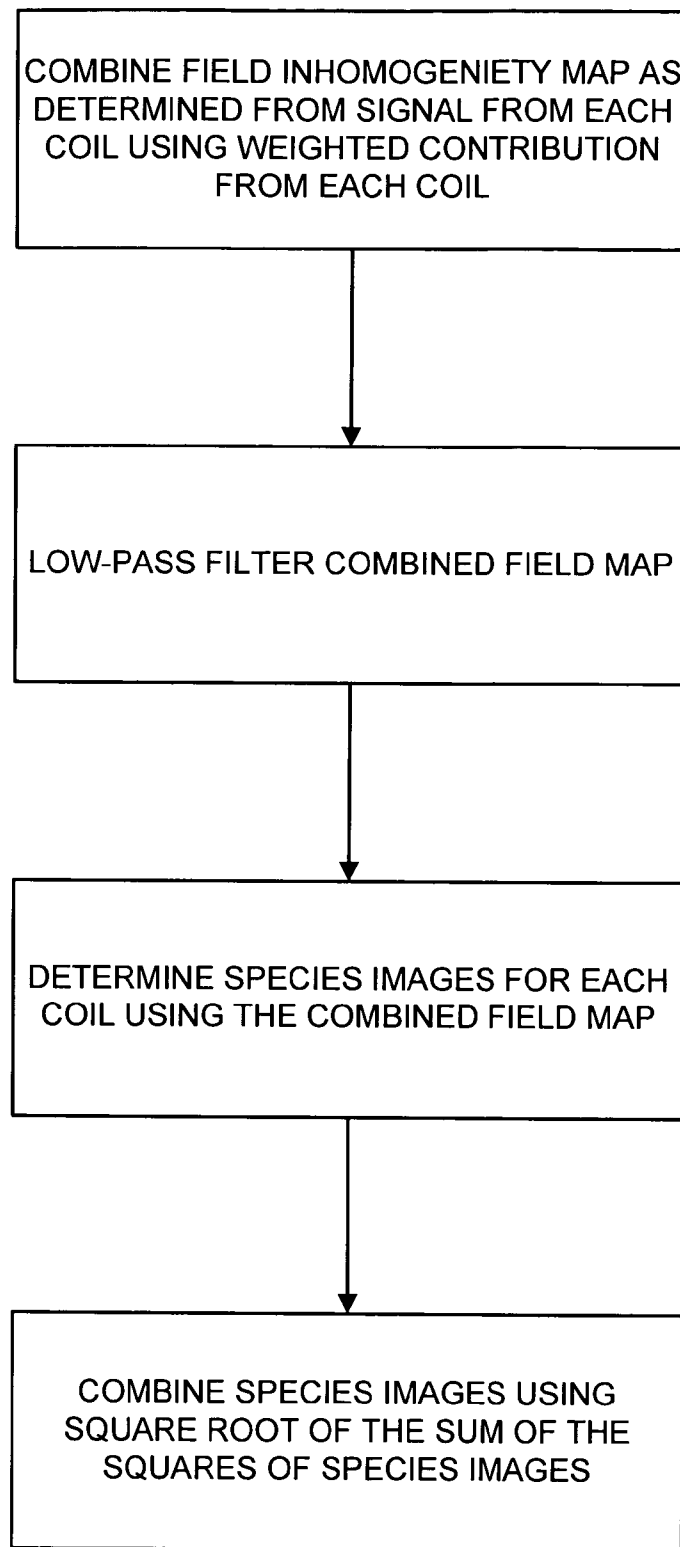 COMBINE FIELD INHOMOGENIETY MAP AS
DETERMINED FROM SIGNAL FROM EACH
COIL USING WEIGHTED CONTRIBUTION
FROM EACH COIL
LOW-PASS FILTER COMBINED FIELD MAP
DETERMINE SPECIES IMAGES FOR EACH
COIL USING THE COMBINED FIELD MAP
COMBINE SPECIES IMAGES USING
SQUARE ROOT OF THE SUM OF THE
SQUARES OF SPECIES IMAGES